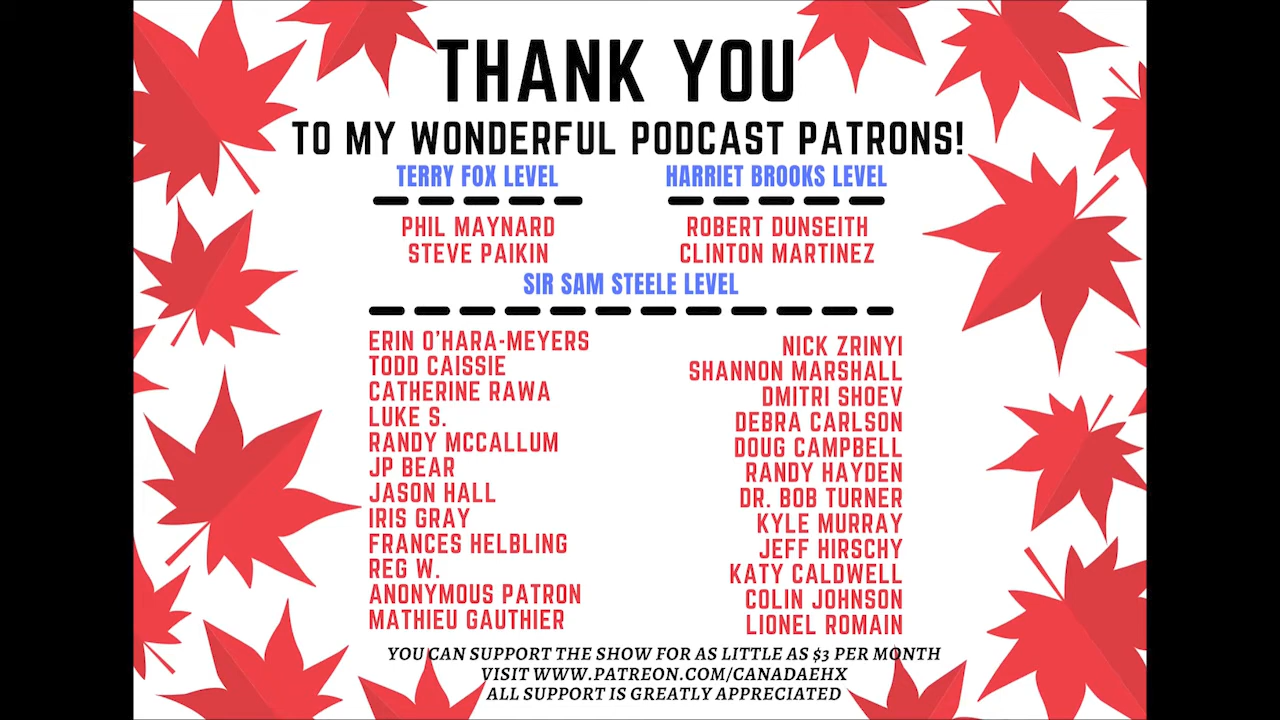 THANK YOU
TO MY WONDERFUL PODCAST PATRONS!
TERRY FOX LEVEL
PHIL MAYNARD
STEVE PAIKIN
HARRIET BROOKS LEVEL
ROBERT DUNSEITH
CLINTON MARTINEZ
SIR SAM STEELE LEVEL
ERIN O'HARA-MEYERS
TODD CAISSIE
CATHERINE RAWA
LUKE S.
RANDY MCCALLUM
JP BEAR
JASON HALL
IRIS GRAY
FRANCES HELBLING
REG W.
ANONYMOUS PATRON
MATHIEU GAUTHIER
NICK ZRINYI
SHANNON MARSHALL
DMITRI SHOEV
DEBRA CARLSON
DOUG CAMPBELL
RANDY HAYDEN
DR. BOB TURNER
KYLE MURRAY
JEFF HIRSCHY
KATY CALDWELL
COLIN JOHNSON
LIONEL ROMAIN
YOU CAN SUPPORT THE SHOW FOR AS LITTLE AS $3 PER MONTH
VISIT WWW.PATREON.COM/CANADAEHX
ALL SUPPORT IS GREATLY APPRECIATED